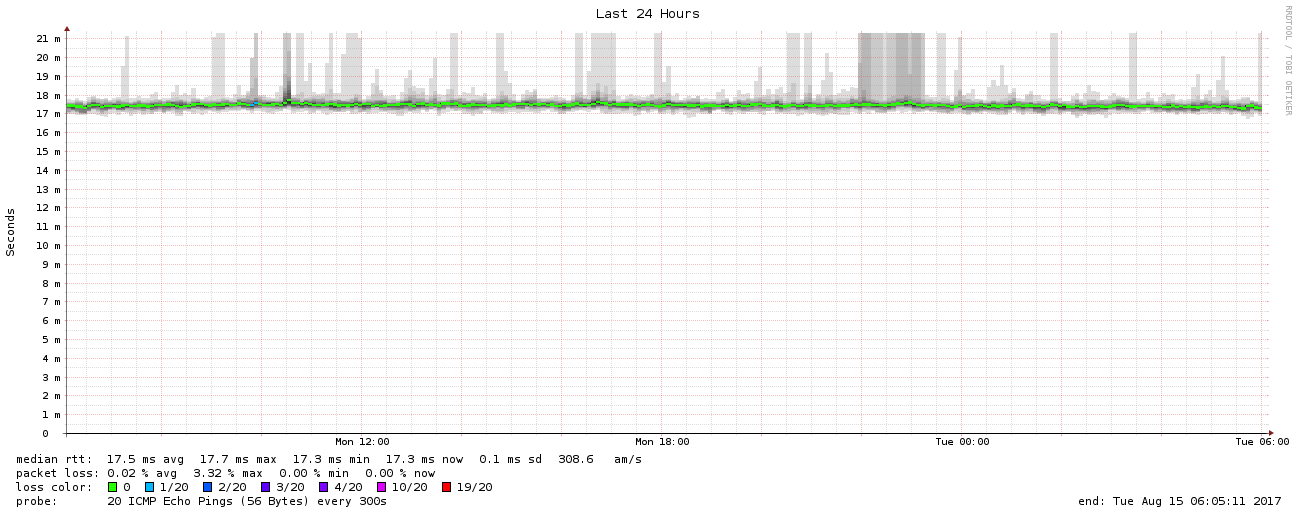 Last 24 Hours
RRDTOOL / TOBI OETIKER
Seconds
21 m
20 m
19 m
18 m
17 m
16 m
15 m
14 m
13 m
12 m
11 m
10 m
9 m
8 m
7 m
6 m
5 m
4 m
3 m
2 m
1 m
0
Mon 12:00 Mon 18:00 Tue 00:00 Tue 06:00
median rtt: 17.5 ms avg 17.7 ms max 17.3 ms min 17.3 ms now 0.1 ms sd 308.6 am/s
packet loss: 0.02 % avg 3.32 % max 0.00 % min 0.00 % now
loss color: 0 1/20 2/20 3/20 4/20 10/20 19/20
probe: 20 ICMP Echo Pings (56 Bytes) every 300s end: Tue Aug 15 06:05:11 2017